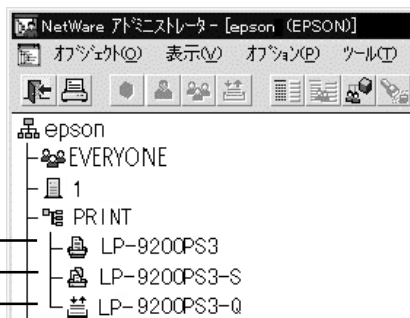 NetWare アドミニストレータ - [epson (EPSON)]
オブジェクト(O) 表示(V) オプション(P) ツール(T)
epson
EVERYONE
1
PRINT
LP-9200PS3
LP-9200PS3-S
LP-9200PS3-Q